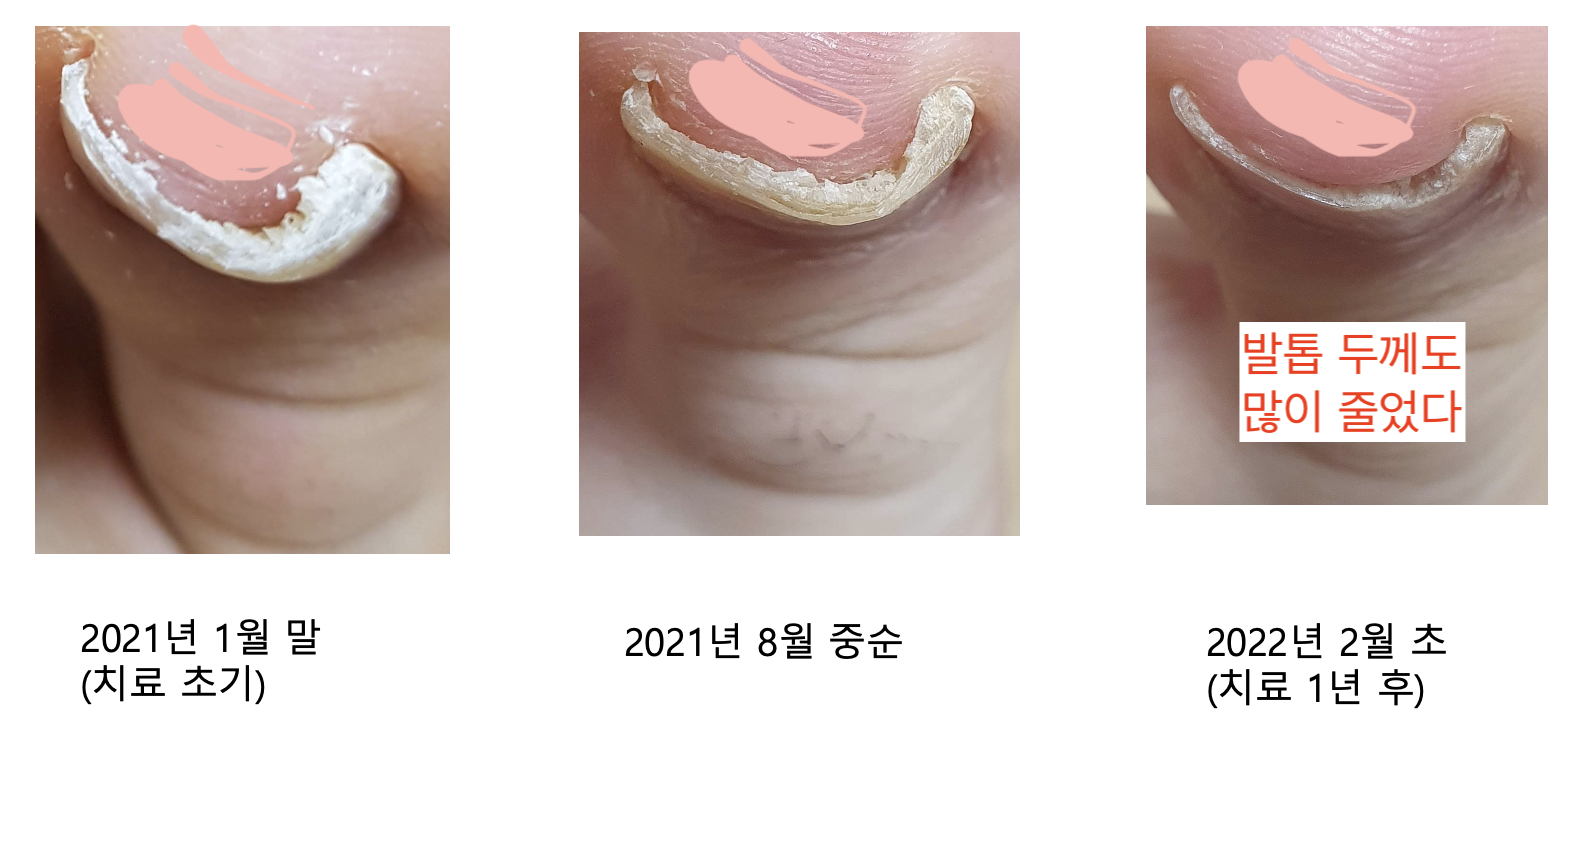 발톱 두께도
많이 줄었다
2021년 1월 말
(치료 초기)
2021년 8월 중순
2022년 2월 초
(치료 1년 후)